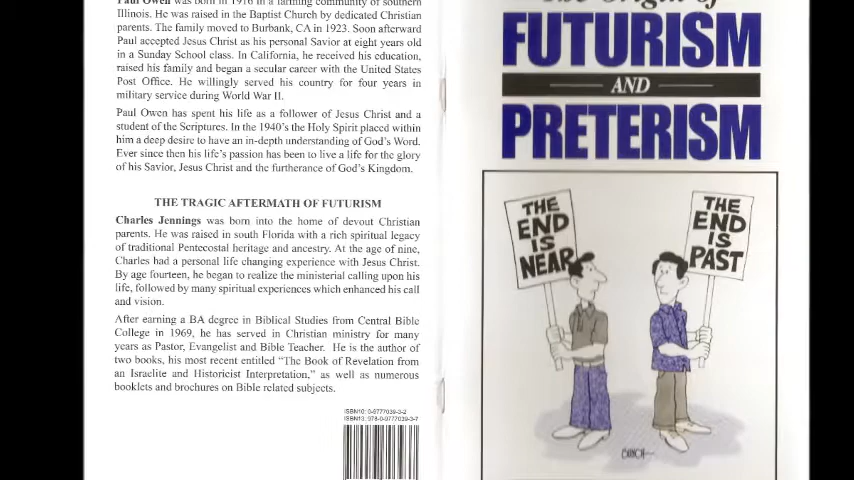 Paul Owen was born in 1916 in a farming community of southern
Illinois. He was raised in the Baptist Church by dedicated Christian
parents. The family moved to Burbank, CA in 1923. Soon afterward
Paul accepted Jesus Christ as his personal Savior at eight years old
in a Sunday School class. In California, he received his education,
raised his family and began a secular career with the United States
Post Office. He willingly served his country for four years in
military service during World War II.
Paul Owen has spent his life as a follower of Jesus Christ and a
student of the Scriptures. In the 1940's the Holy Spirit placed within
him a deep desire to have an in-depth understanding of God's Word.
Ever since then his life's passion has been to live a life for the glory
of his Savior, Jesus Christ and the furtherance of God's Kingdom.
THE TRAGIC AFTERMATH OF FUTURISM
Charles Jennings was born into the home of devout Christian
parents. He was raised in south Florida with a rich spiritual legacy
of traditional Pentecostal heritage and ancestry. At the age of nine,
Charles had a personal life changing experience with Jesus Christ.
By age fourteen, he began to realize the ministerial calling upon his
life, followed by many spiritual experiences which enhanced his call
and vision.
After earning a BA degree in Biblical Studies from Central Bible
College in 1969, he has served in Christian ministry for many
years as Pastor, Evangelist and Bible Teacher. He is the author of
two books, his most recent entitled “The Book of Revelation from
an Israelite and Historicist Interpretation,” as well as numerous
booklets and brochures on Bible related subjects.
ISBN10: 0-9777039-3-2
ISBN13: 978-0-9777039-3-7
The Origin of
FUTURISM
AND
PRETERISM
THE
END
IS
NEAR
THE
END
IS
PAST
BUNCH